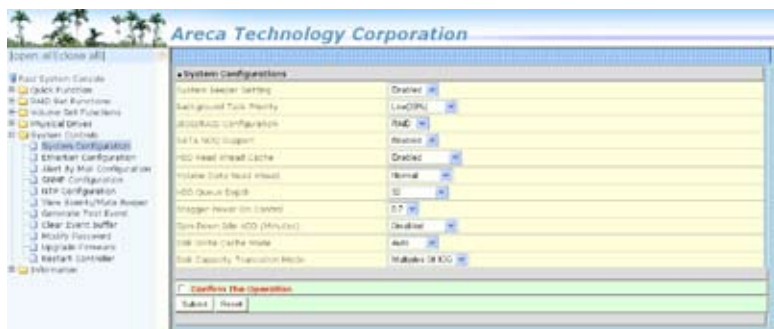 Areca Technology Corporation
[open all|close all]
Raid System Console
Quick Function
RAID Set Functions
Volume Set Functions
Physical Drives
System Controls
System Configuration
Ethernet Configuration
Alert By Mail Configuration
SNMP Configuration
NTP Configuration
View Events/Mute Beeper
Generate Test Event
Clear Event Buffer
Modify Password
Upgrade Firmware
Restart Controller
Information
System Configurations
System Beeper Setting Enabled
Background Task Priority Low(20%)
JBOD/RAID Configuration RAID
SATA NCQ Support Enabled
HDD Read Ahead Cache Enabled
Volume Data Read Ahead Normal
HDD Queue Depth 32
Stagger Power On Control 0.7
Spin Down Idle HDD (Minutes) Disabled
Disk Write Cache Mode Auto
Disk Capacity Truncation Mode Multiples Of 10G
Confirm The Operation
Submit Reset